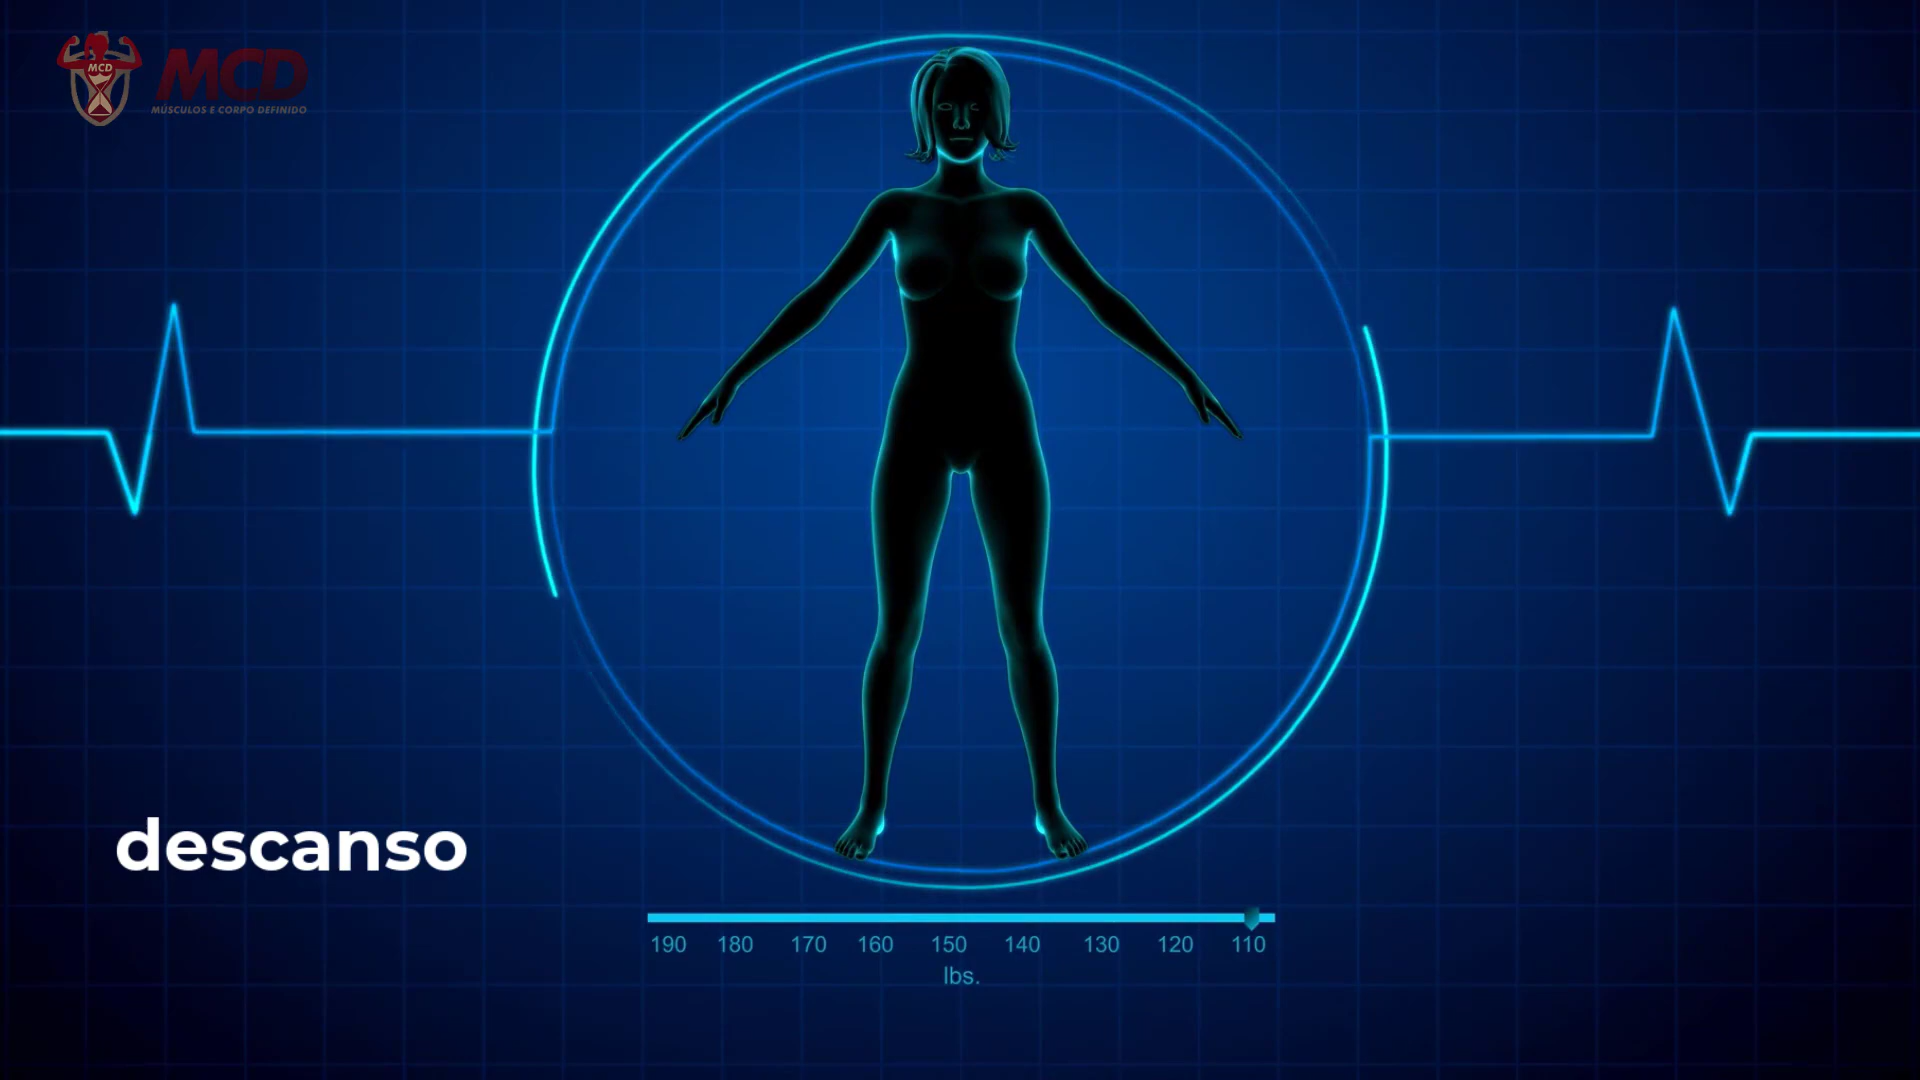 MCD
MCD
MÚSCULOS E CORPO DEFINIDO
descanso
190 180 170 160 150 140 130 120 110
lbs.